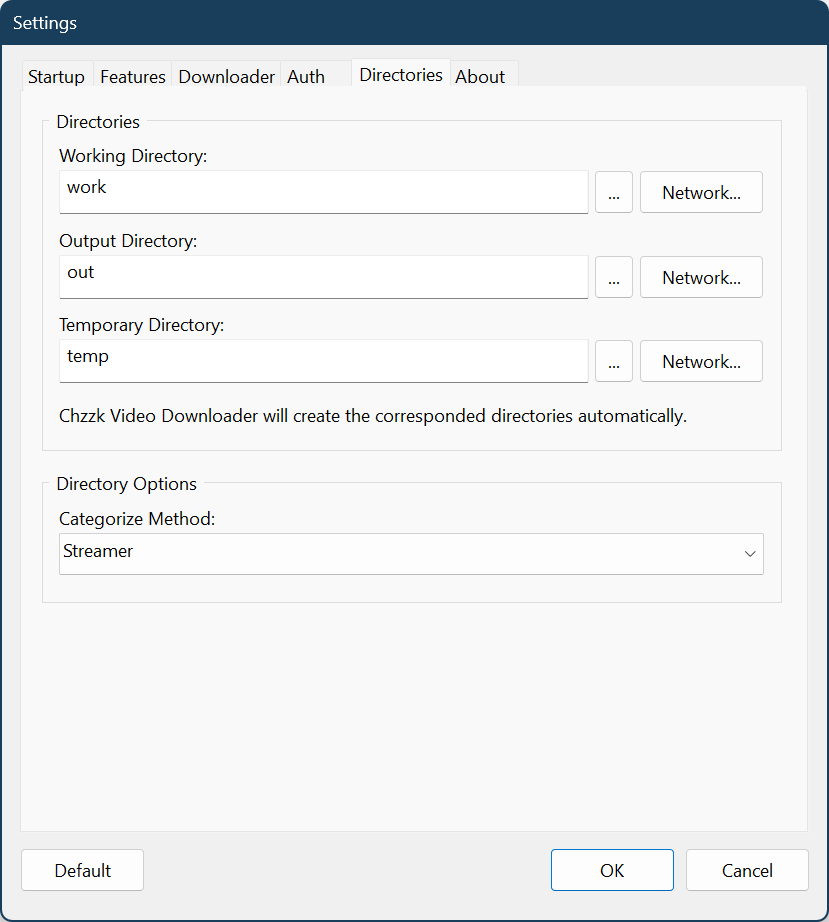 Settings
Startup Features Downloader Auth Directories About
Directories
Working Directory:
work ... Network...
Output Directory:
out ... Network...
Temporary Directory:
temp ... Network...
Chzzk Video Downloader will create the corresponded directories automatically.
Directory Options
Categorize Method:
Streamer
Default OK Cancel